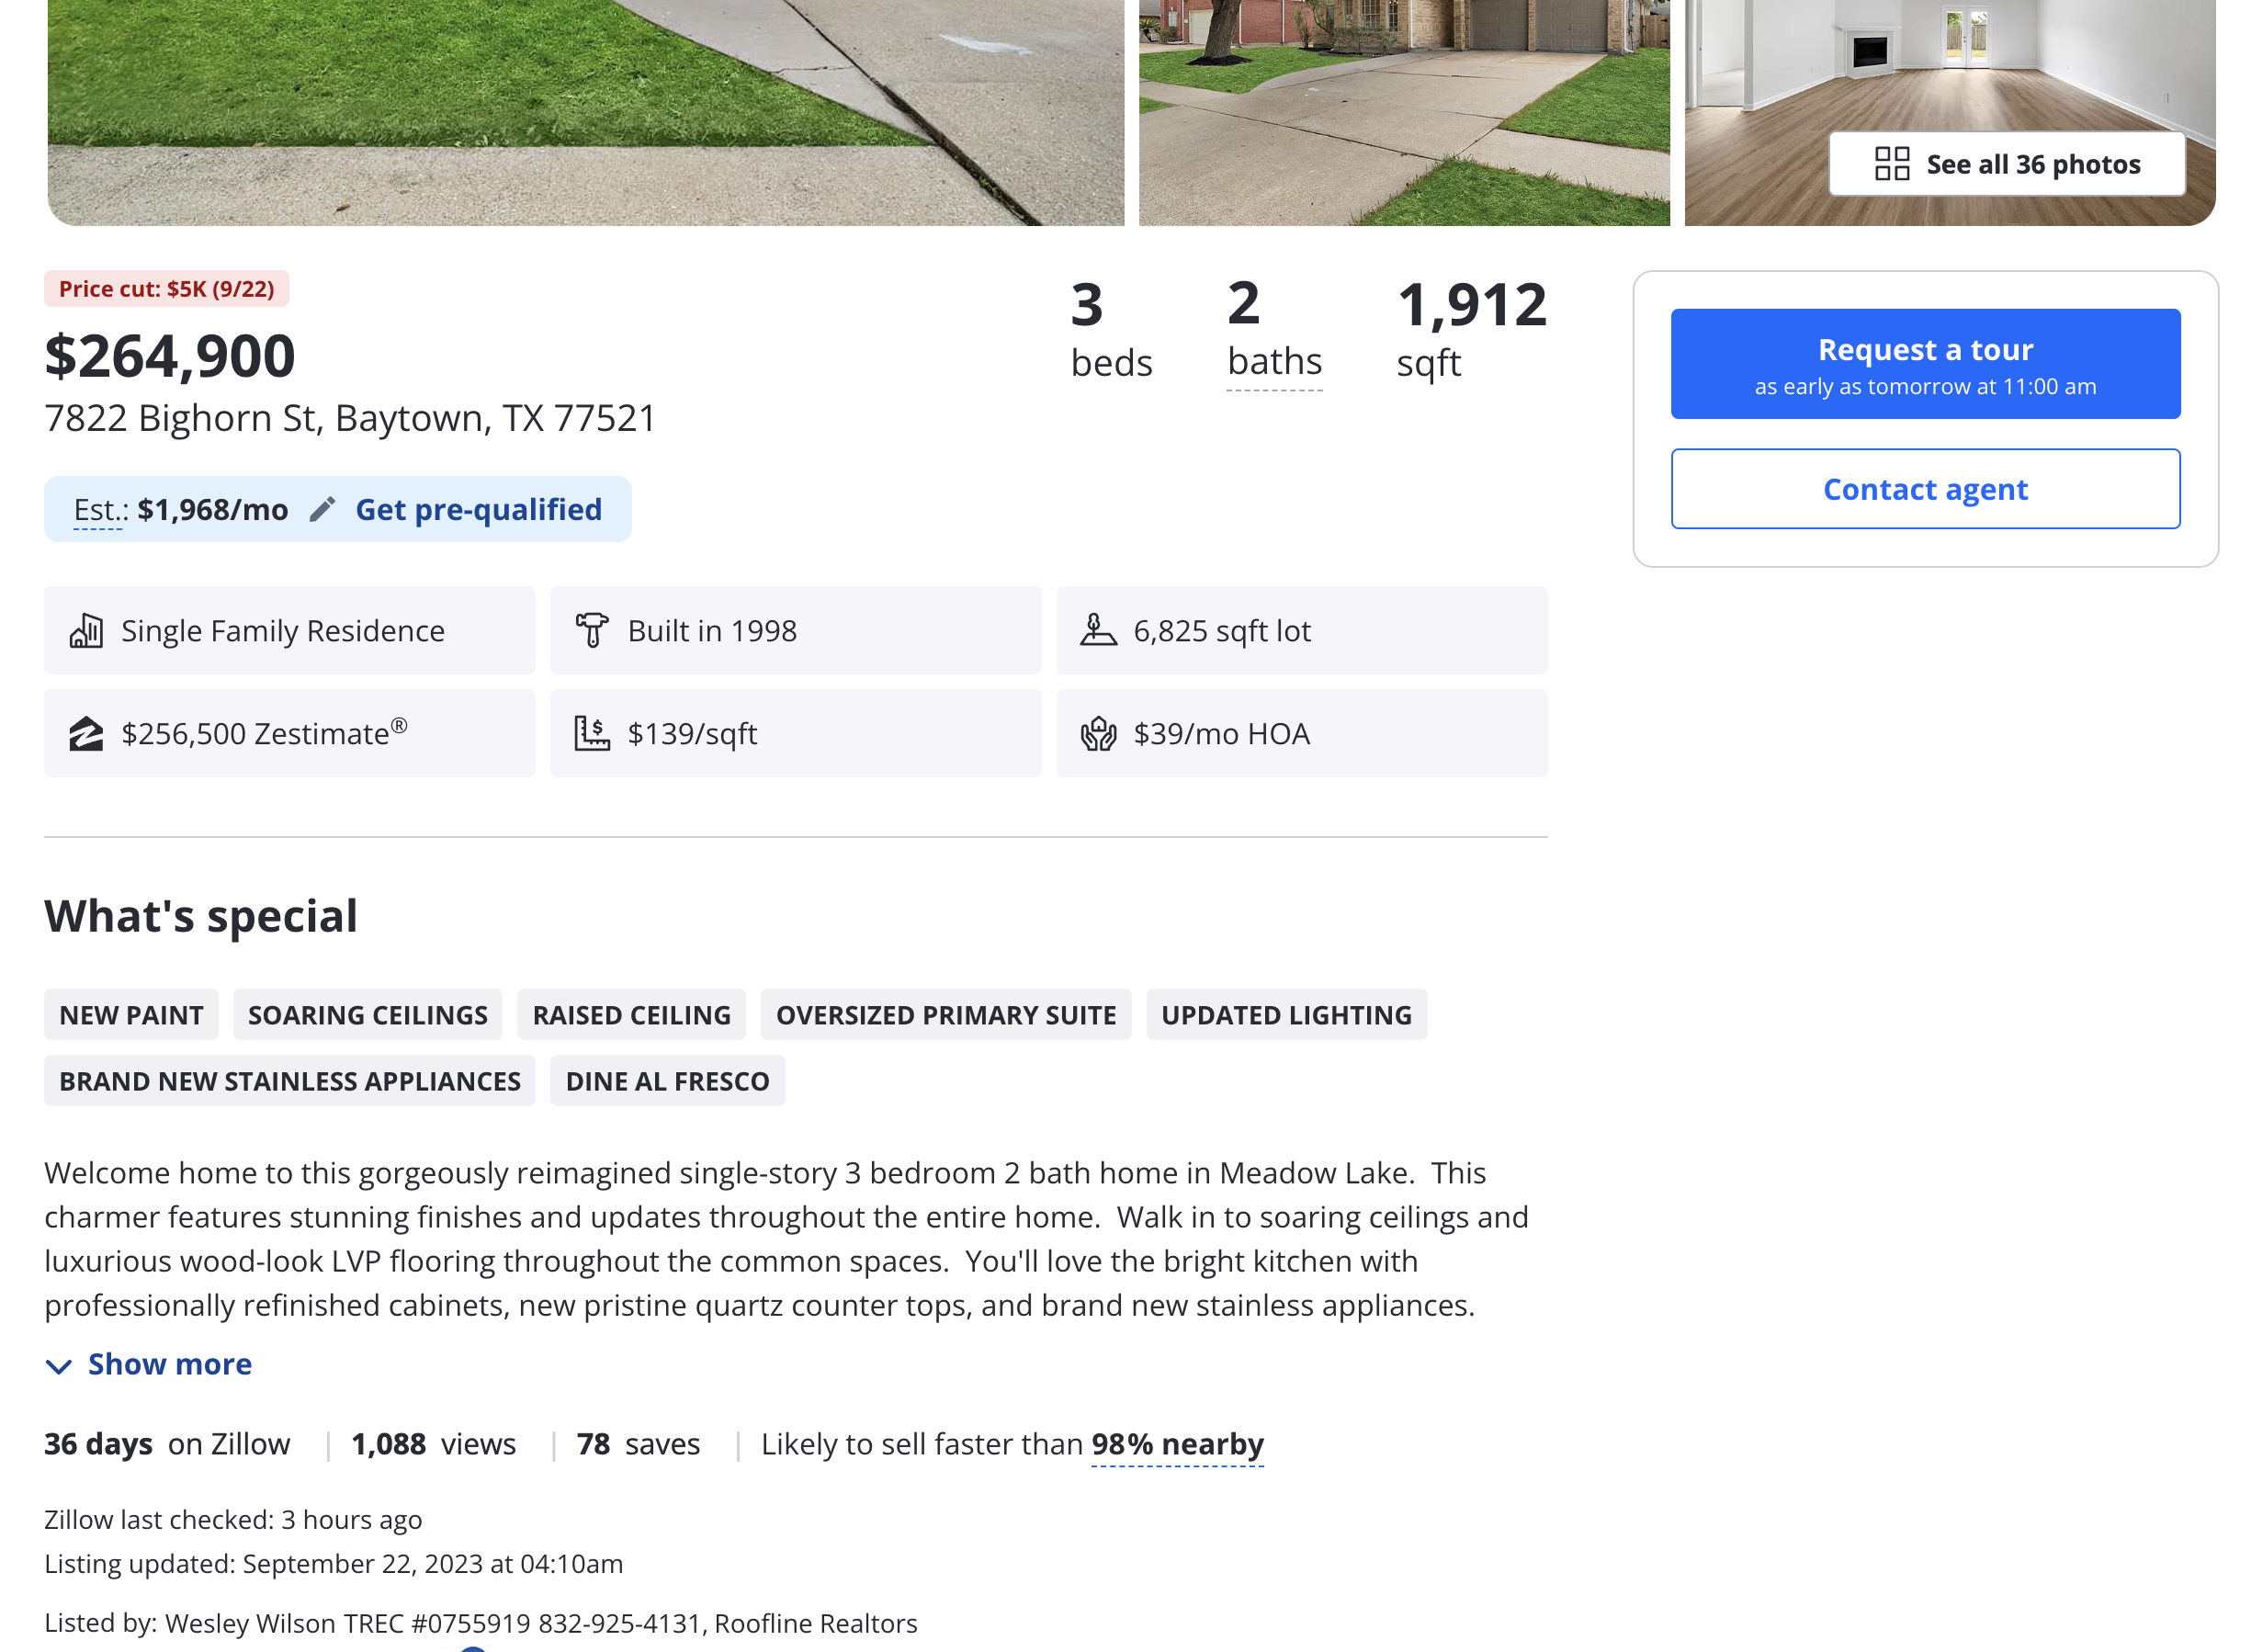 See all 36 photos
Price cut: $5K (9/22)
$264,900
7822 Bighorn St, Baytown, TX 77521
3 beds
2 baths
1,912 sqft
Est.: $1,968/mo Get pre-qualified
Request a tour
as early as tomorrow at 11:00 am
Contact agent
Single Family Residence
Built in 1998
6,825 sqft lot
$256,500 Zestimate®
$139/sqft
$39/mo HOA
What's special
NEW PAINT SOARING CEILINGS RAISED CEILING OVERSIZED PRIMARY SUITE UPDATED LIGHTING
BRAND NEW STAINLESS APPLIANCES DINE AL FRESCO
Welcome home to this gorgeously reimagined single-story 3 bedroom 2 bath home in Meadow Lake.  This
charmer features stunning finishes and updates throughout the entire home.  Walk in to soaring ceilings and
luxurious wood-look LVP flooring throughout the common spaces.  You'll love the bright kitchen with
professionally refinished cabinets, new pristine quartz counter tops, and brand new stainless appliances.
Show more
36 days on Zillow | 1,088 views | 78 saves | Likely to sell faster than 98% nearby
Zillow last checked: 3 hours ago
Listing updated: September 22, 2023 at 04:10am
Listed by: Wesley Wilson TREC #0755919 832-925-4131, Roofline Realtors